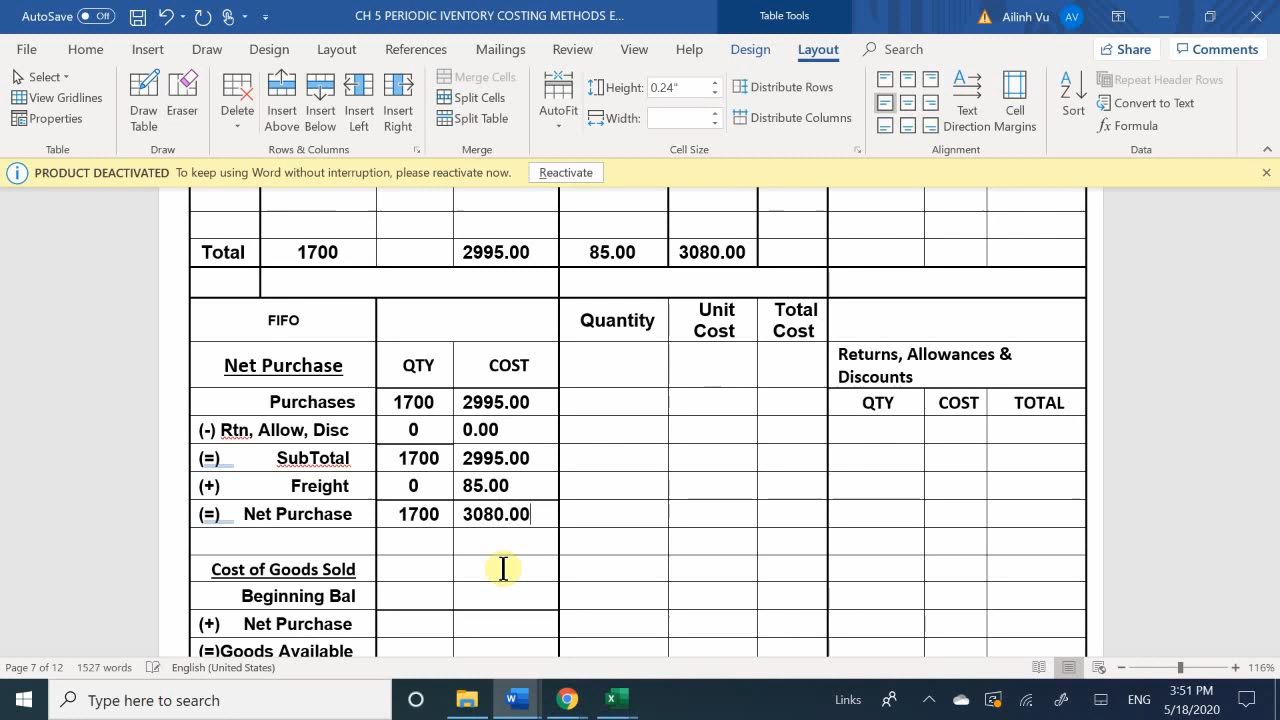 AutoSave Off CH 5 PERIODIC IVENTORY COSTING METHODS E... Table Tools Ailinh Vu AV
File Home Insert Draw Design Layout References Mailings Review View Help Design Layout Search Share Comments
Select
View Gridlines
Properties
Table
Draw Table
Eraser
Draw
Delete
Insert Above
Insert Below
Insert Left
Insert Right
Rows & Columns
Merge Cells
Split Cells
Split Table
Merge
AutoFit
Height: 0.24"
Width:
Distribute Rows
Distribute Columns
Cell Size
Text Direction
Cell Margins
Alignment
Sort
Repeat Header Rows
Convert to Text
Formula
Data
PRODUCT DEACTIVATED To keep using Word without interruption, please reactivate now. Reactivate
Total 1700 2995.00 85.00 3080.00
FIFO Quantity Unit Cost Total Cost
Net Purchase QTY COST Returns, Allowances & Discounts
Purchases 1700 2995.00 QTY COST TOTAL
(-) Rtn, Allow, Disc 0 0.00
(=) SubTotal 1700 2995.00
(+) Freight 0 85.00
(=) Net Purchase 1700 3080.00
Cost of Goods Sold
Beginning Bal
(+) Net Purchase
(=)Goods Available
Page 7 of 12 1527 words English (United States) 116%
Type here to search Links ENG 3:51 PM
5/18/2020